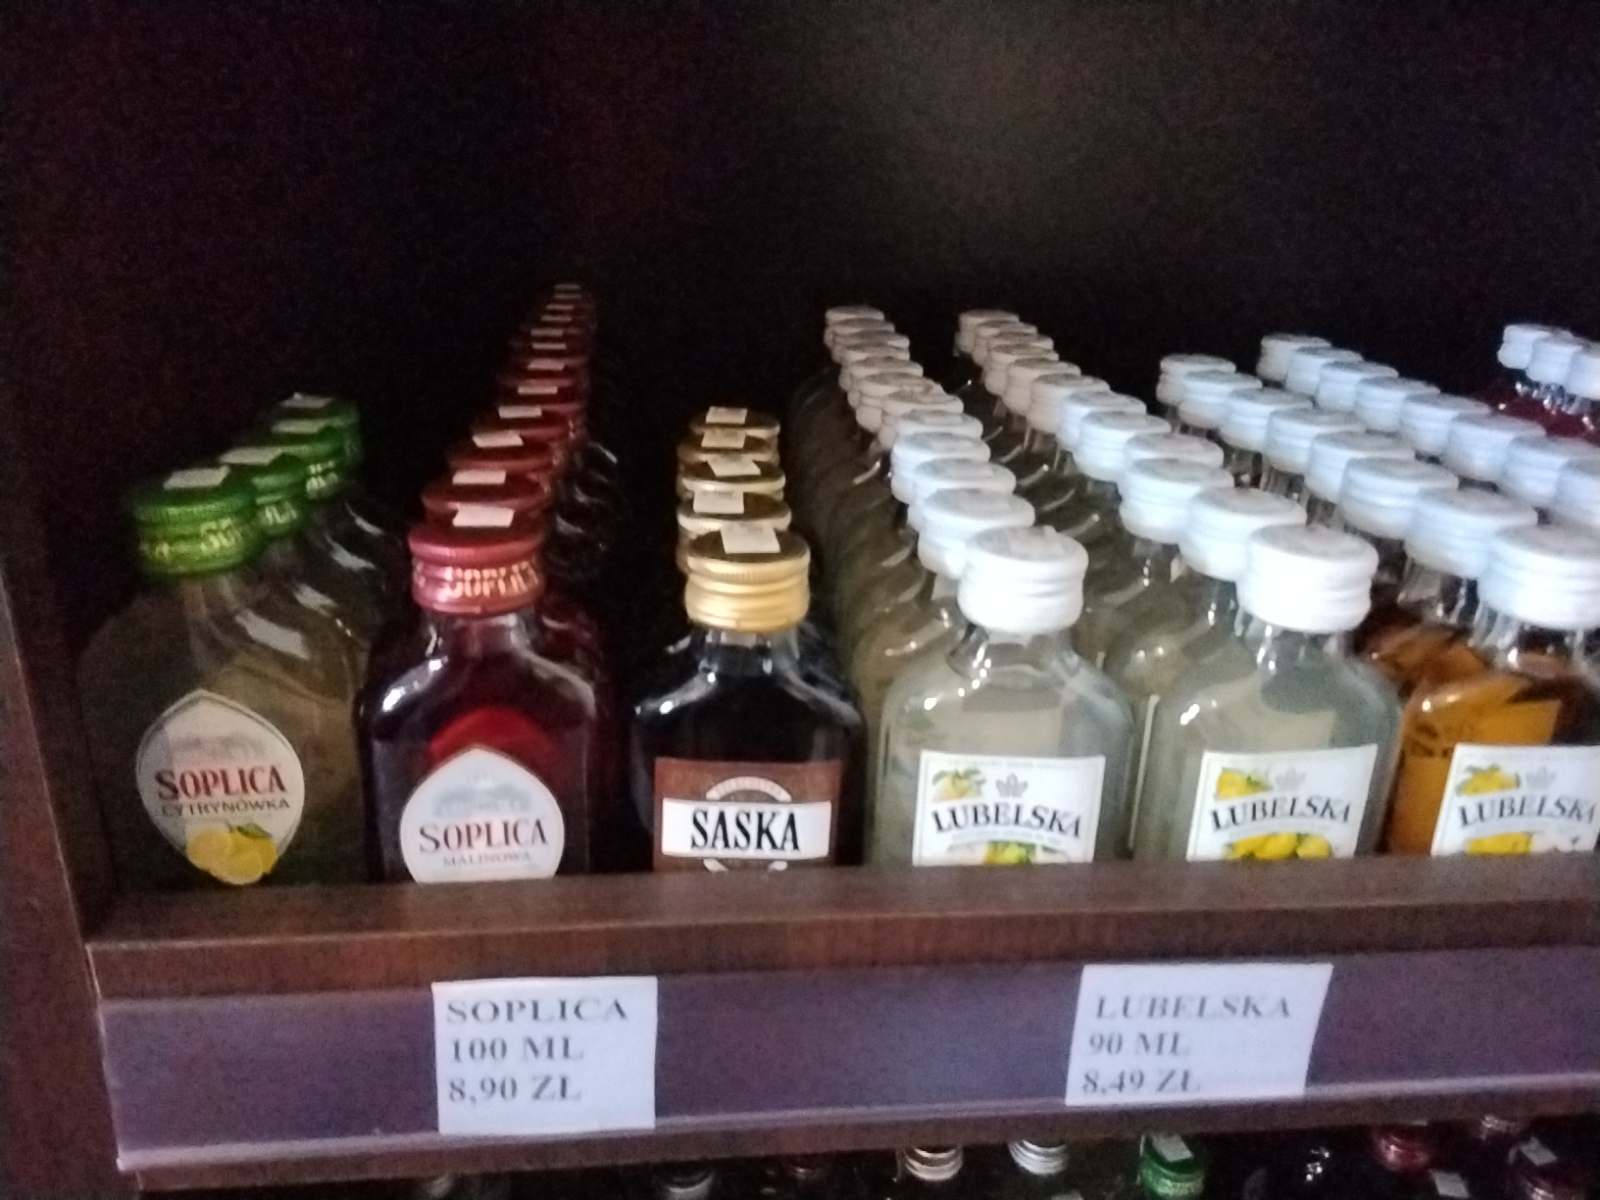 SOPLICA
SOPLICA
CYTRYNÓWKA
SOPLICA
MALINOWA
SASKA
LUBELSKA
LUBELSKA
LUBELSKA
SOPLICA
100 ML
8,90 ZŁ
LUBELSKA
90 ML
8,49 ZŁ